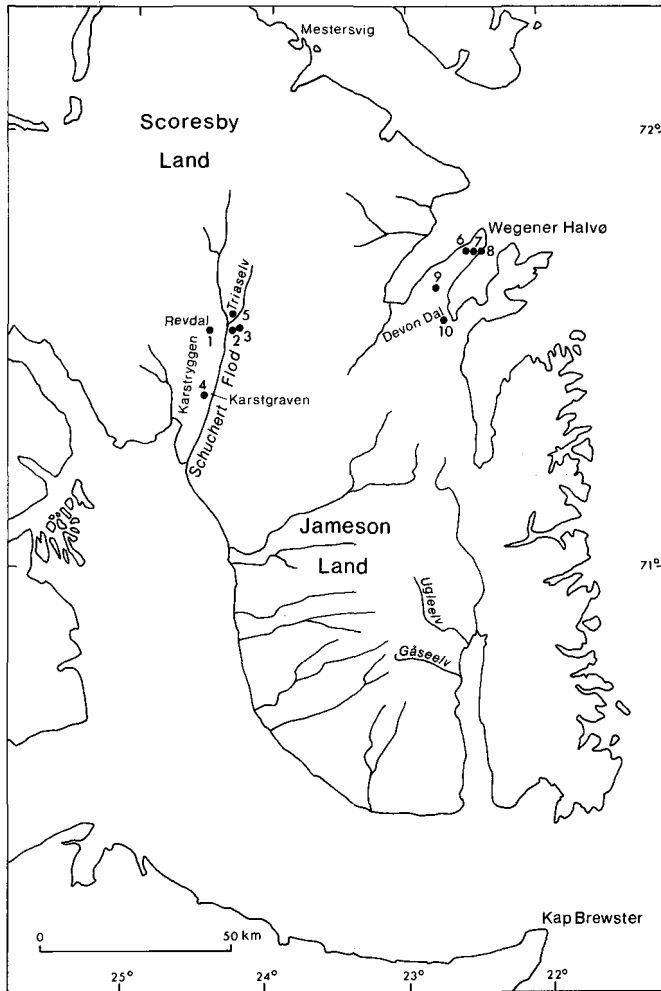 Mestersvig
Scoresby
Land
72°
Wegener Halvø
6 7 8
9
Triaselv
5
Revdal
1
2 3
Devon Dal
10
Karstryggen
4
Karstgraven
Schuchert Flod
Jameson
Land
71°
Ugleelv
Gåseelv
Kap Brewster
0 50 km
25° 24° 23° 22°